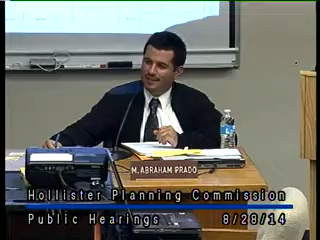 M. ABRAHAM PRADO
Hollister Planning Commission
Public Hearings 8/28/14